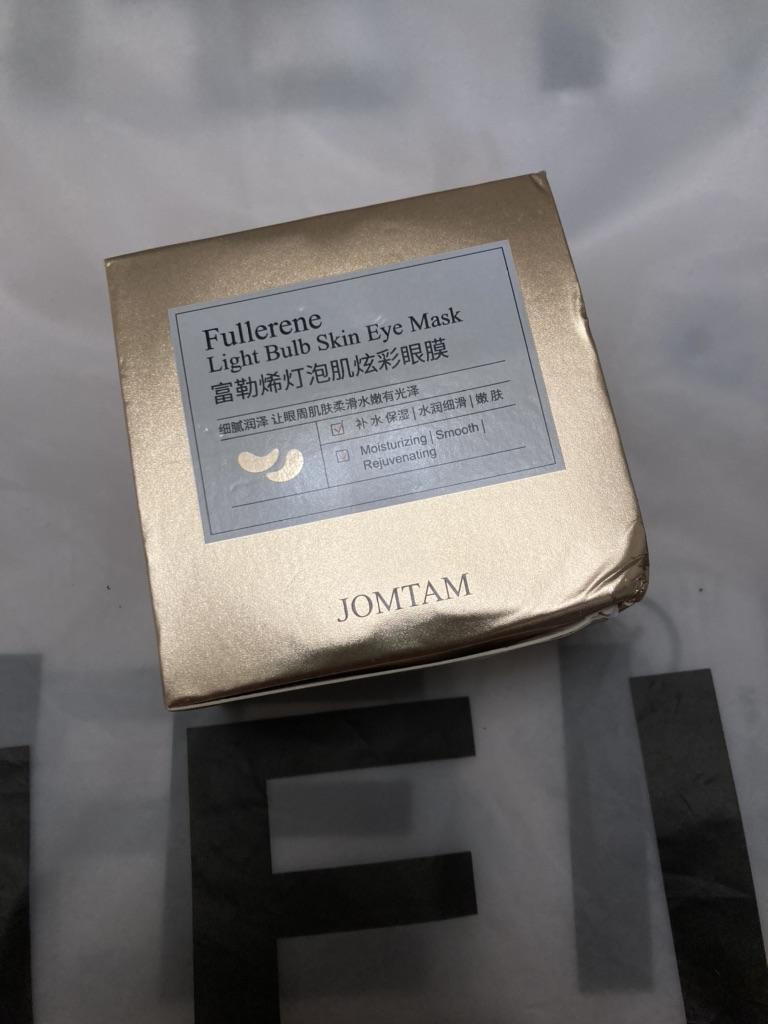 Fullerene
Light Bulb Skin Eye Mask
富勒烯灯泡肌炫彩眼膜
细腻润泽 让眼周肌肤柔滑水嫩有光泽
补水保湿 | 水润细滑 | 嫩肤
Moisturizing | Smooth |
Rejuvenating
JOMTAM